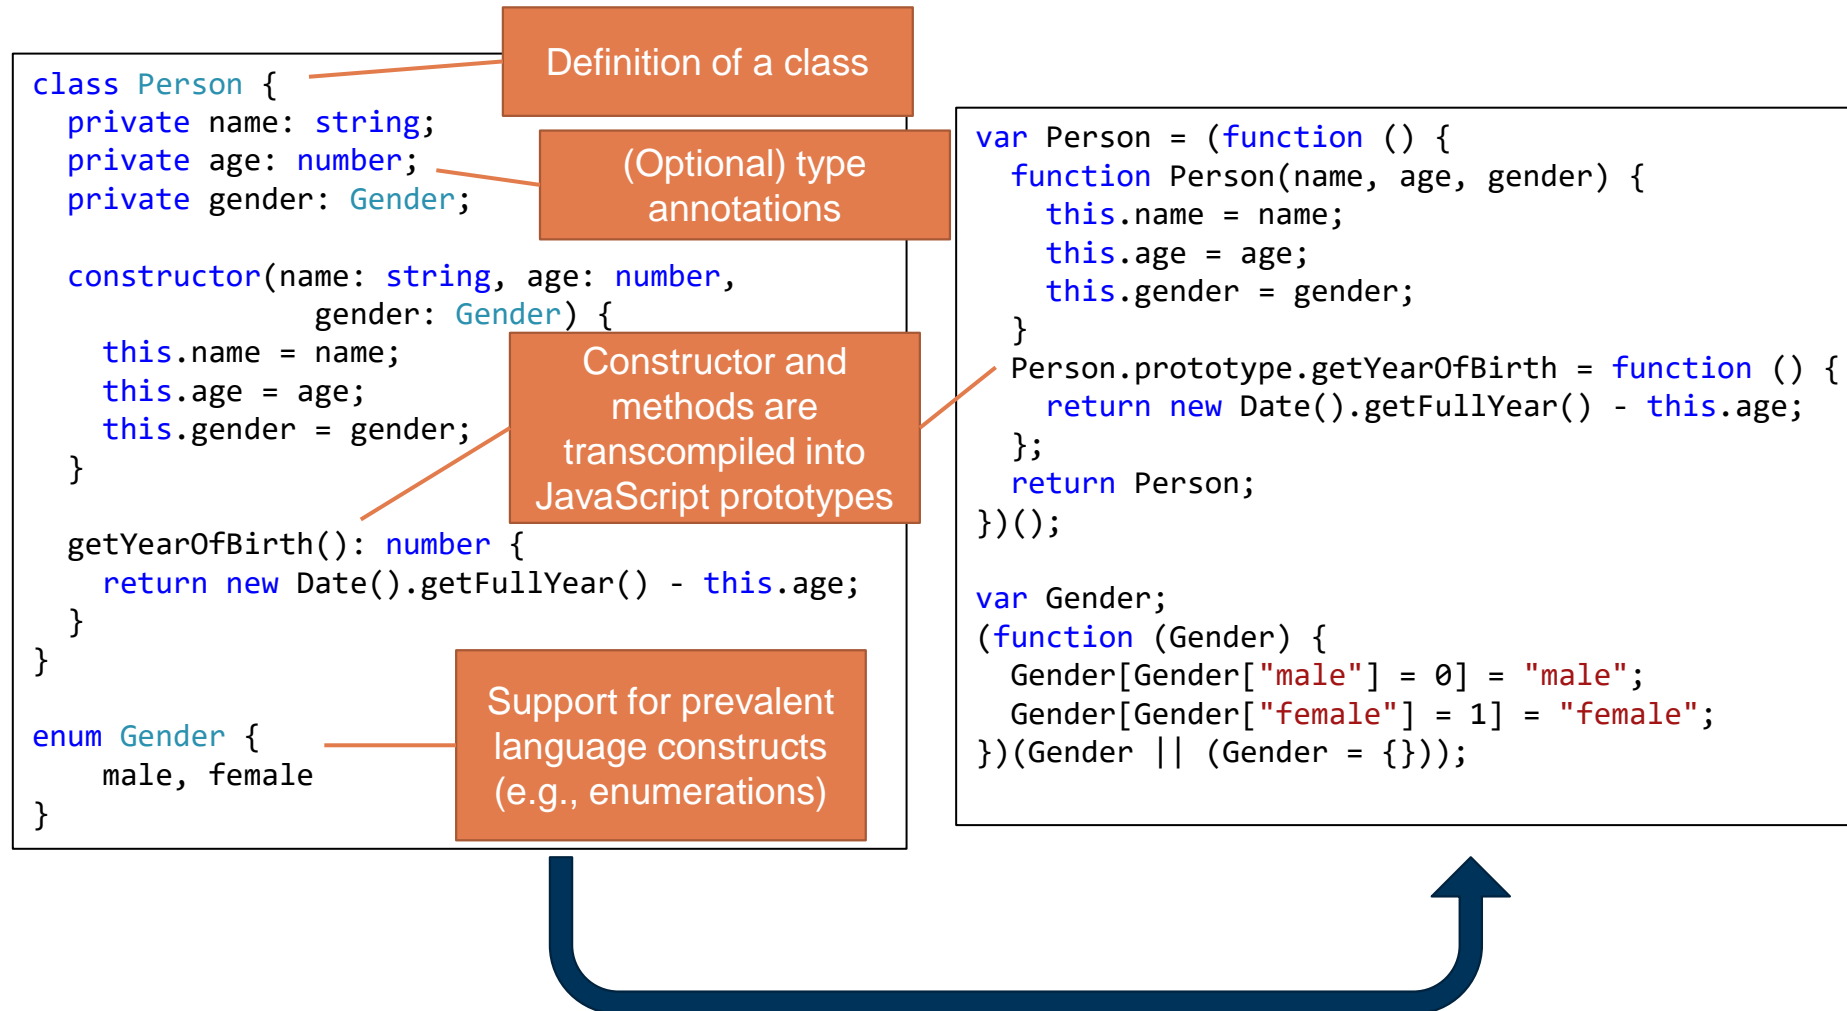 class Person {
  private name: string;
  private age: number;
  private gender: Gender;

  constructor(name: string, age: number,
                gender: Gender) {
    this.name = name;
    this.age = age;
    this.gender = gender;
  }

  getYearOfBirth(): number {
    return new Date().getFullYear() - this.age;
  }
}

enum Gender {
    male, female
}
Definition of a class
(Optional) type
annotations
Constructor and
methods are
transcompiled into
JavaScript prototypes
Support for prevalent
language constructs
(e.g., enumerations)
var Person = (function () {
  function Person(name, age, gender) {
    this.name = name;
    this.age = age;
    this.gender = gender;
  }
  Person.prototype.getYearOfBirth = function () {
    return new Date().getFullYear() - this.age;
  };
  return Person;
})();

var Gender;
(function (Gender) {
  Gender[Gender["male"] = 0] = "male";
  Gender[Gender["female"] = 1] = "female";
})(Gender || (Gender = {}));